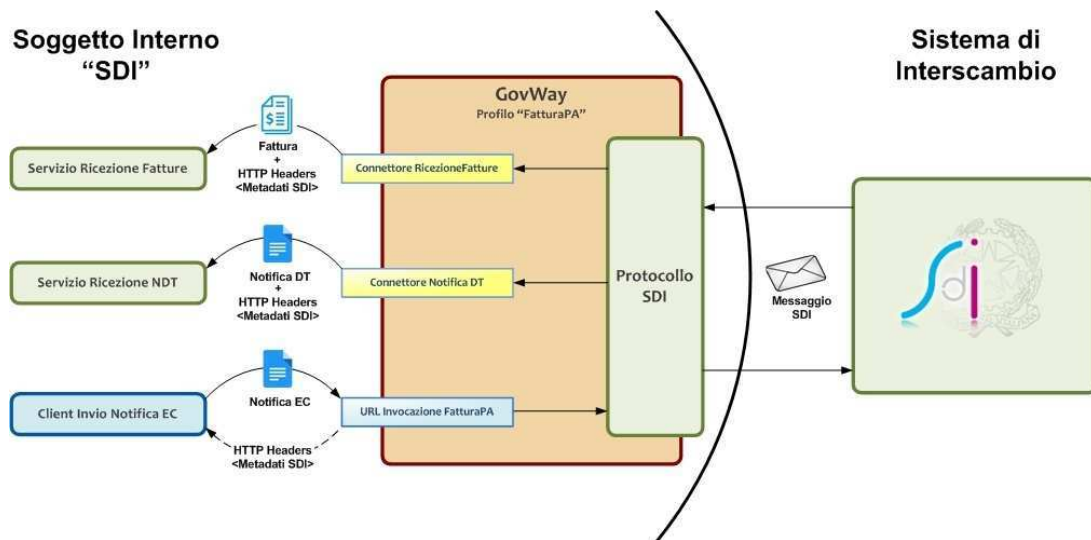 Soggetto Interno
“SDI”
Sistema di
Interscambio
GovWay
Profilo “FatturaPA”
Fattura
+
HTTP Headers
<Metadati SDI>
Servizio Ricezione Fatture
Connettore RicezioneFatture
Notifica DT
+
HTTP Headers
<Metadati SDI>
Servizio Ricezione NDT
Connettore Notifica DT
Protocollo
SDI
Messaggio
SDI
Sdi
Notifica EC
Client Invio Notifica EC
URL Invocazione FatturaPA
HTTP Headers
<Metadati SDI>